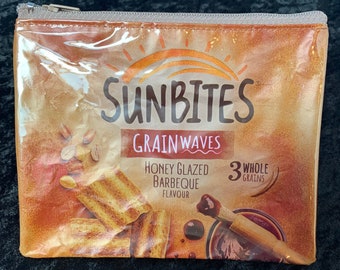 SUNBITES
GRAIN WAVES
HONEY GLAZED
BARBEQUE
FLAVOUR
3 WHOLE
GRAINS